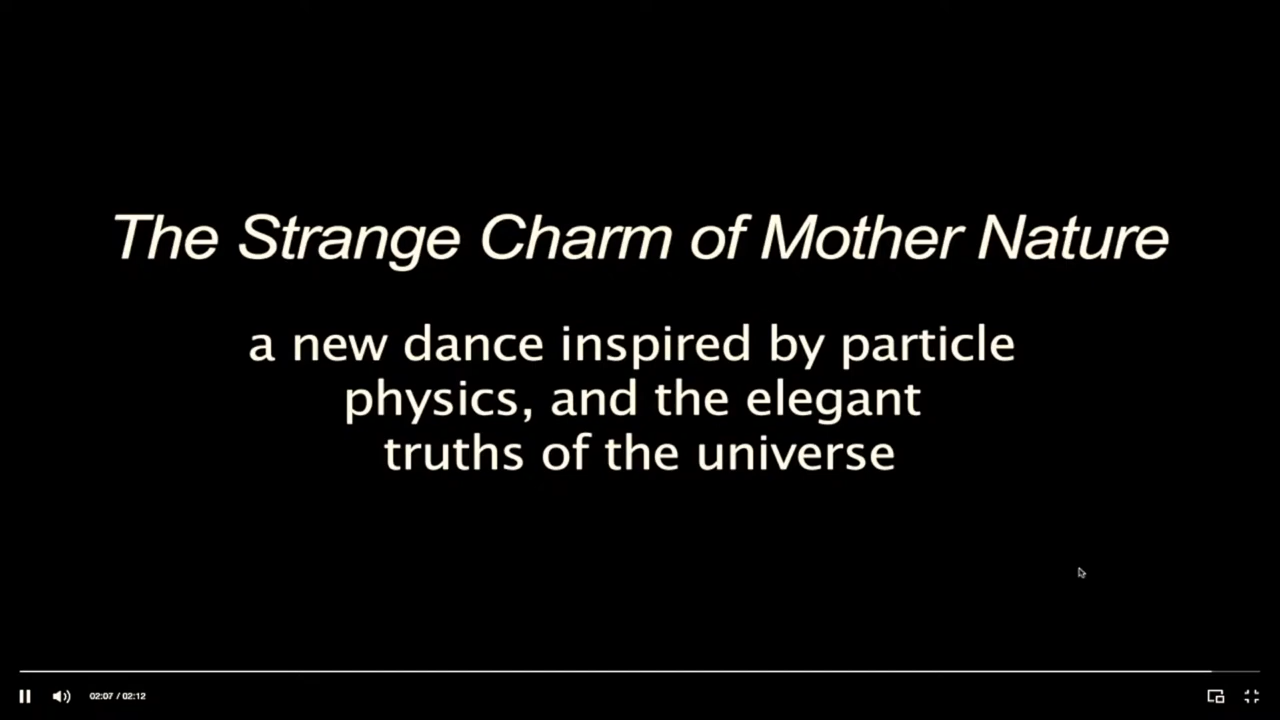 The Strange Charm of Mother Nature
a new dance inspired by particle
physics, and the elegant
truths of the universe
02:07 / 02:12